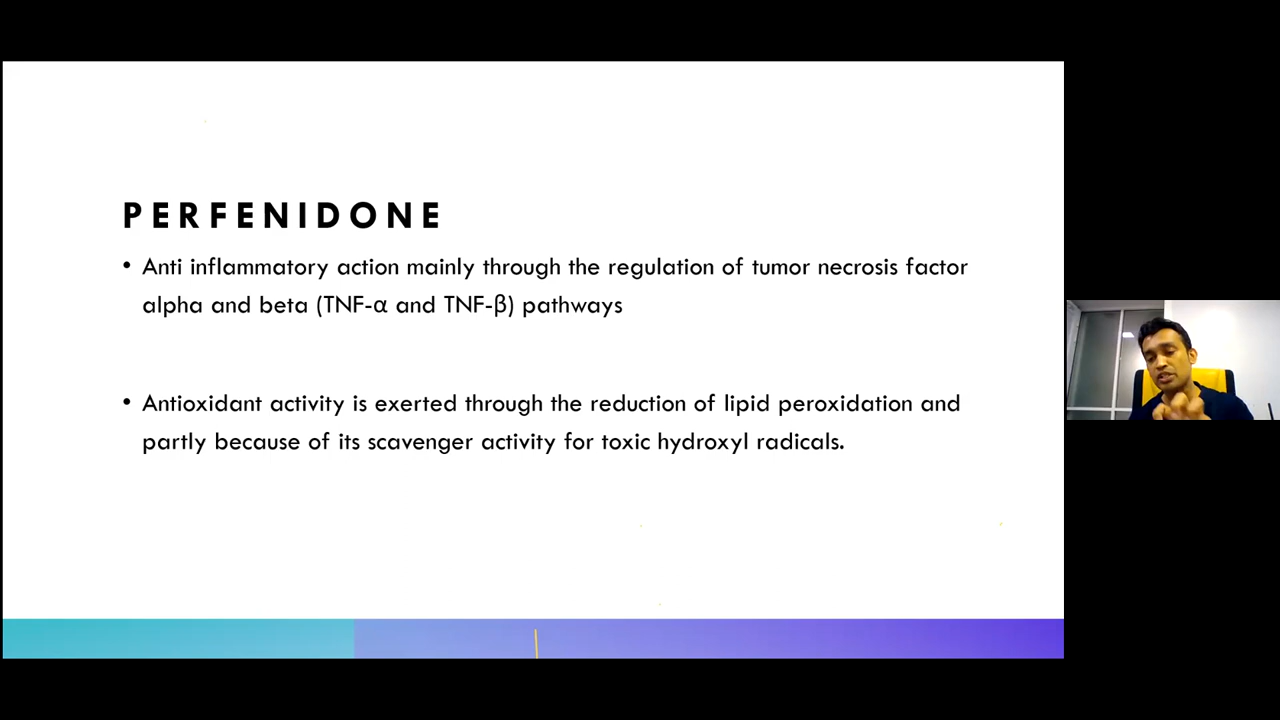 PERFENIDONE
• Anti inflammatory action mainly through the regulation of tumor necrosis factor
alpha and beta (TNF-α and TNF-β) pathways
• Antioxidant activity is exerted through the reduction of lipid peroxidation and
partly because of its scavenger activity for toxic hydroxyl radicals.